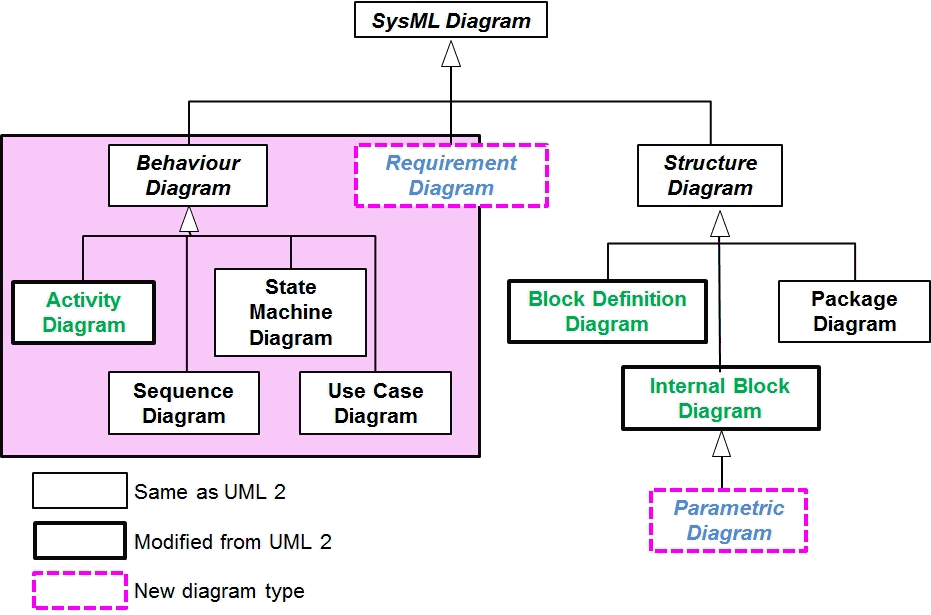 SysML Diagram
Behaviour
Diagram
Requirement
Diagram
Structure
Diagram
Activity
Diagram
State
Machine
Diagram
Block Definition
Diagram
Package
Diagram
Sequence
Diagram
Use Case
Diagram
Internal Block
Diagram
Parametric
Diagram
Same as UML 2
Modified from UML 2
New diagram type